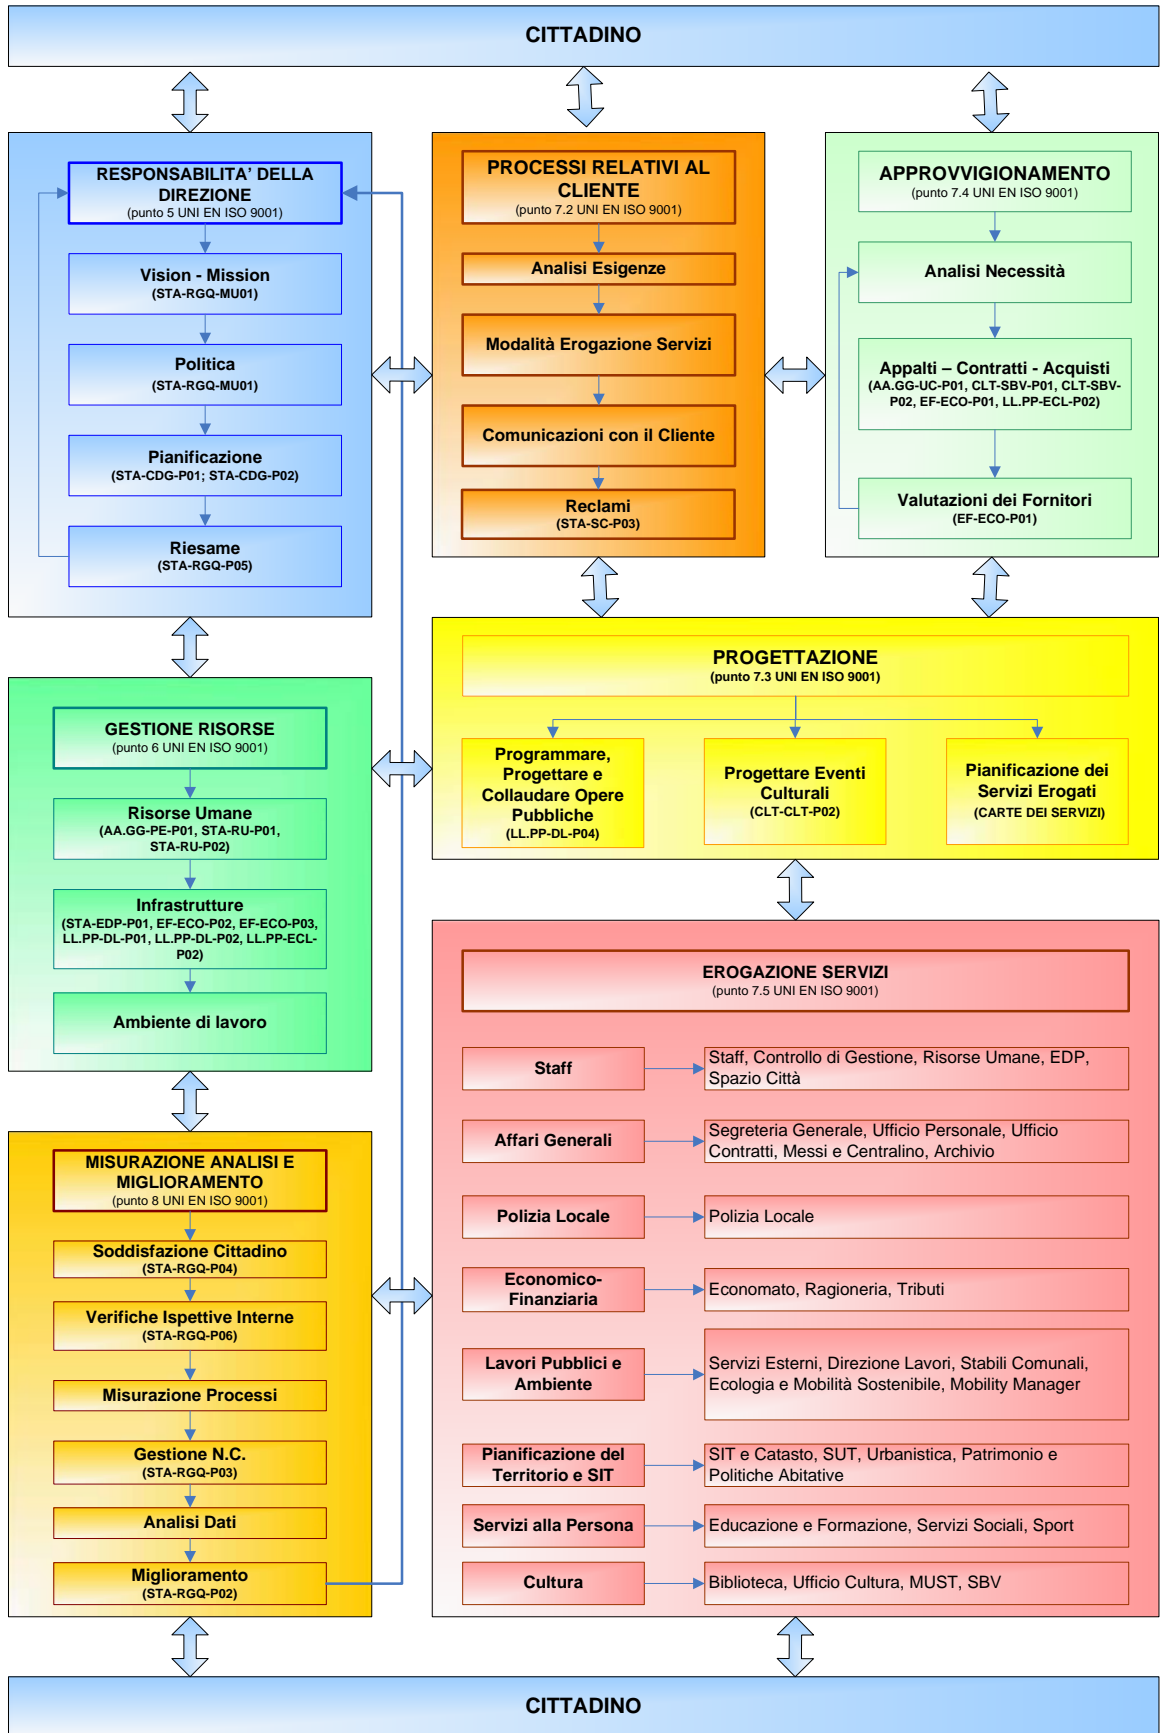 CITTADINO
RESPONSABILITA' DELLA
DIREZIONE
(punto 5 UNI EN ISO 9001)
Vision - Mission
(STA-RGQ-MU01)
Politica
(STA-RGQ-MU01)
Pianificazione
(STA-CDG-P01; STA-CDG-P02)
Riesame
(STA-RGQ-P05)
PROCESSI RELATIVI AL
CLIENTE
(punto 7.2 UNI EN ISO 9001)
Analisi Esigenze
Modalità Erogazione Servizi
Comunicazioni con il Cliente
Reclami
(STA-SC-P03)
APPROVVIGIONAMENTO
(punto 7.4 UNI EN ISO 9001)
Analisi Necessità
Appalti – Contratti - Acquisti
(AA.GG-UC-P01, CLT-SBV-P01, CLT-SBV-
P02, EF-ECO-P01, LL.PP-ECL-P02)
Valutazioni dei Fornitori
(EF-ECO-P01)
GESTIONE RISORSE
(punto 6 UNI EN ISO 9001)
Risorse Umane
(AA.GG-PE-P01, STA-RU-P01,
STA-RU-P02)
Infrastrutture
(STA-EDP-P01, EF-ECO-P02, EF-ECO-P03,
LL.PP-DL-P01, LL.PP-DL-P02, LL.PP-ECL-
P02)
Ambiente di lavoro
PROGETTAZIONE
(punto 7.3 UNI EN ISO 9001)
Programmare,
Progettare e
Collaudare Opere
Pubbliche
(LL.PP-DL-P04)
Progettare Eventi
Culturali
(CLT-CLT-P02)
Pianificazione dei
Servizi Erogati
(CARTE DEI SERVIZI)
MISURAZIONE ANALISI E
MIGLIORAMENTO
(punto 8 UNI EN ISO 9001)
Soddisfazione Cittadino
(STA-RGQ-P04)
Verifiche Ispettive Interne
(STA-RGQ-P06)
Misurazione Processi
Gestione N.C.
(STA-RGQ-P03)
Analisi Dati
Miglioramento
(STA-RGQ-P02)
EROGAZIONE SERVIZI
(punto 7.5 UNI EN ISO 9001)
Staff
Staff, Controllo di Gestione, Risorse Umane, EDP,
Spazio Città
Affari Generali
Segreteria Generale, Ufficio Personale, Ufficio
Contratti, Messi e Centralino, Archivio
Polizia Locale
Polizia Locale
Economico-
Finanziaria
Economato, Ragioneria, Tributi
Lavori Pubblici e
Ambiente
Servizi Esterni, Direzione Lavori, Stabili Comunali,
Ecologia e Mobilità Sostenibile, Mobility Manager
Pianificazione del
Territorio e SIT
SIT e Catasto, SUT, Urbanistica, Patrimonio e
Politiche Abitative
Servizi alla Persona
Educazione e Formazione, Servizi Sociali, Sport
Cultura
Biblioteca, Ufficio Cultura, MUST, SBV
CITTADINO